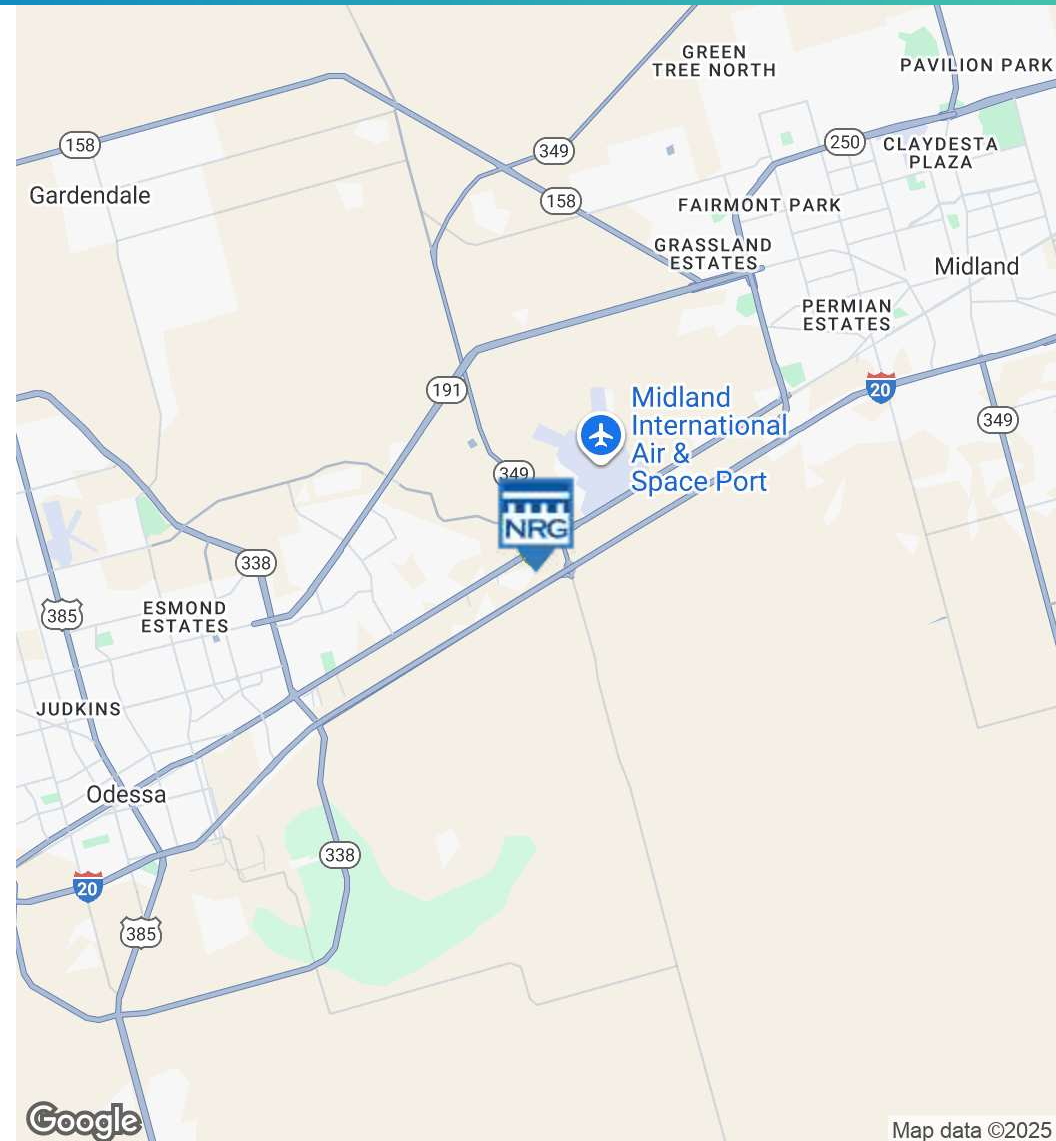 GREEN
TREE NORTH
PAVILION PARK
158
349
250
CLAYDESTA
PLAZA
Gardendale
158
FAIRMONT PARK
GRASSLAND
ESTATES
Midland
PERMIAN
ESTATES
191
20
Midland
International
Air &
Space Port
349
349
NRG
338
385
ESMOND
ESTATES
JUDKINS
Odessa
338
20
385
Google
Map data ©2025